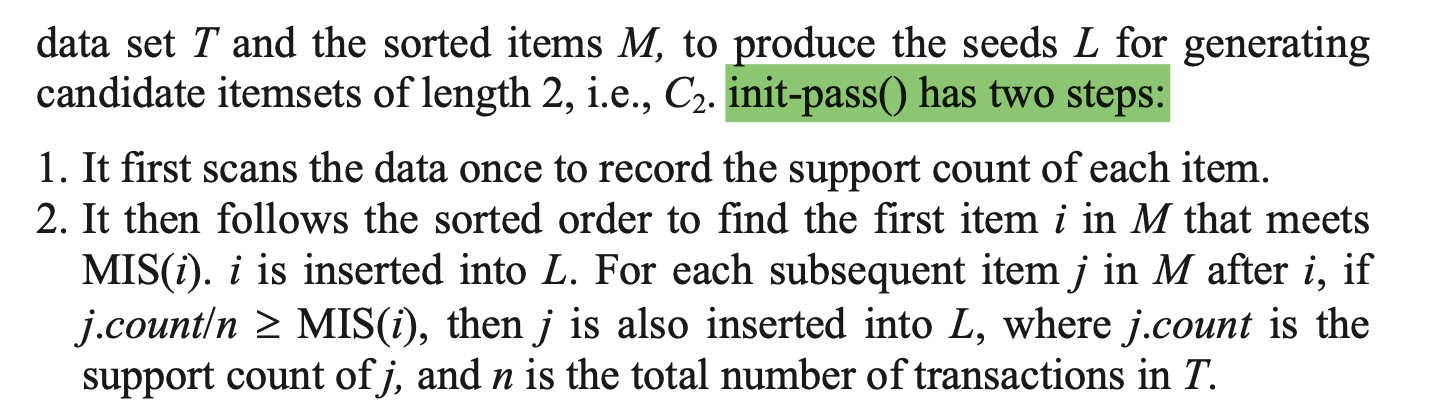 data set T and the sorted items M, to produce the seeds L for generating
candidate itemsets of length 2, i.e., C₂. init-pass() has two steps:
1. It first scans the data once to record the support count of each item.
2. It then follows the sorted order to find the first item i in M that meets
MIS(i). i is inserted into L. For each subsequent item j in M after i, if
j.count/n ≥ MIS(i), then j is also inserted into L, where j.count is the
support count of j, and n is the total number of transactions in T.